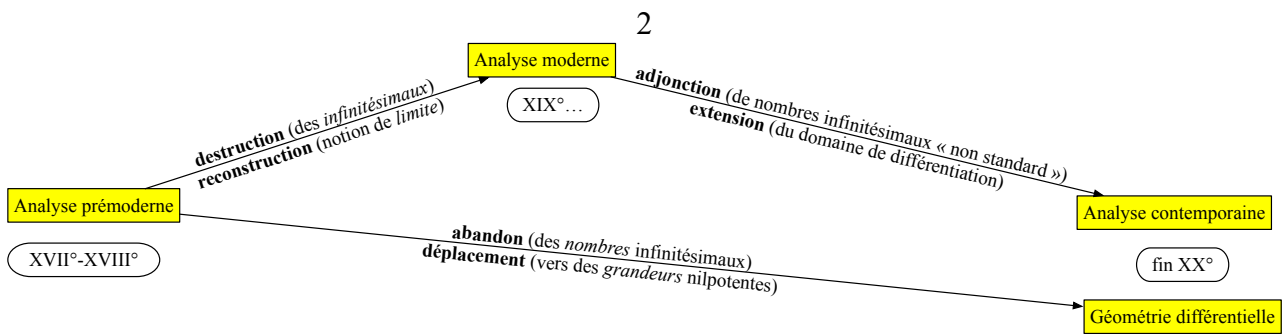 2
Analyse moderne
XIX°…
destruction (des infinitésimaux)
reconstruction (notion de limite)
adjonction (de nombres infinitésimaux « non standard »)
extension (du domaine de différentiation)
Analyse prémoderne
XVII°-XVIII°
Analyse contemporaine
fin XX°
abandon (des nombres infinitésimaux)
déplacement (vers des grandeurs nilpotentes)
Géométrie différentielle